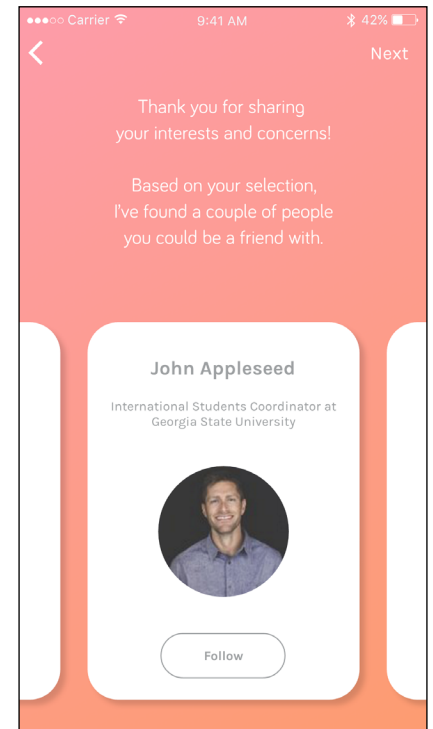 Carrier 9:41 AM 42%
Next
Thank you for sharing
your interests and concerns!
Based on your selection,
I've found a couple of people
you could be a friend with.
John Appleseed
International Students Coordinator at
Georgia State University
Follow